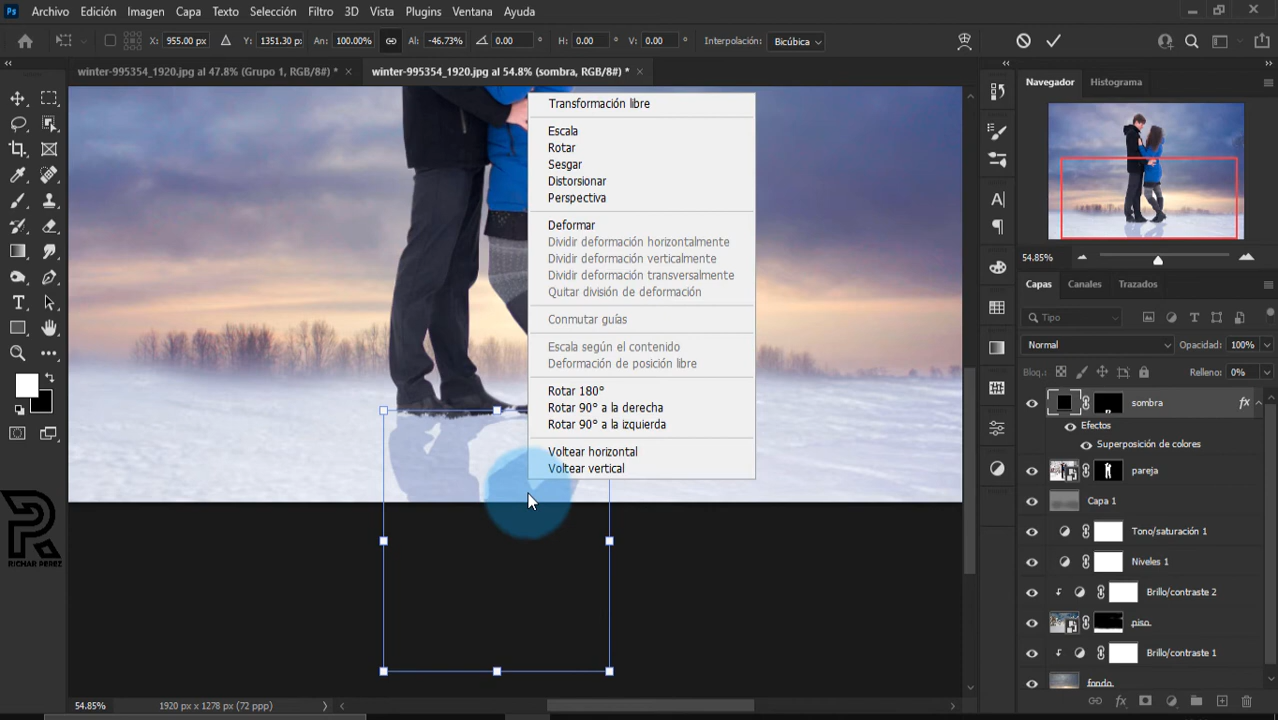 Ps Archivo Edición Imagen Capa Texto Selección Filtro 3D Vista Plugins Ventana Ayuda
X: 955.00 px Y: 1351.30 p: An: 100.00% Al: -46.73% 0.00 ° H: 0.00 ° V: 0.00 ° Interpolación: Bicúbica
winter-995354_1920.jpg al 47.8% (Grupo 1, RGB/8#) * × winter-995354_1920.jpg al 54.8% (sombra, RGB/8#) * ×
Navegador Histograma
Transformación libre
Escala
Rotar
Sesgar
Distorsionar
Perspectiva
Deformar
Dividir deformación horizontalmente
Dividir deformación verticalmente
Dividir deformación transversalmente
Quitar división de deformación
Conmutar guías
Escala según el contenido
Deformación de posición libre
Rotar 180°
Rotar 90° a la derecha
Rotar 90° a la izquierda
Voltear horizontal
Voltear vertical
54.85%
Capas Canales Trazados
Tipo
Normal Opacidad: 100%
Bloq.: Relleno: 0%
sombra fx
Efectos
Superposición de colores
pareja
Capa 1
Tono/saturación 1
Niveles 1
Brillo/contraste 2
piso
Brillo/contraste 1
fondo
RICHAR PEREZ
54.85% 1920 px x 1278 px (72 ppp)
fx